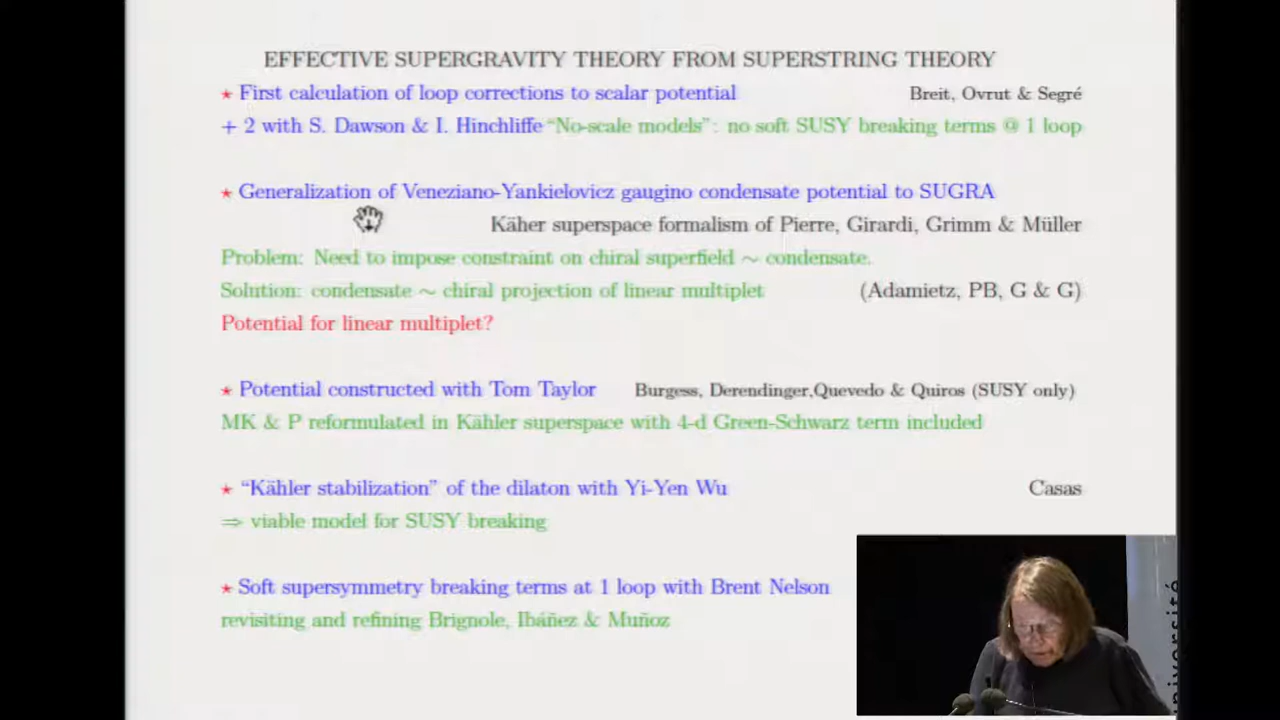 EFFECTIVE SUPERGRAVITY THEORY FROM SUPERSTRING THEORY
⋆ First calculation of loop corrections to scalar potential Breit, Ovrut & Segré
+ 2 with S. Dawson & I. Hinchliffe “No-scale models”: no soft SUSY breaking terms @ 1 loop
⋆ Generalization of Veneziano-Yankielovicz gaugino condensate potential to SUGRA
Käher superspace formalism of Pierre, Girardi, Grimm & Müller
Problem: Need to impose constraint on chiral superfield ∼ condensate.
Solution: condensate ∼ chiral projection of linear multiplet (Adamietz, PB, G & G)
Potential for linear multiplet?
⋆ Potential constructed with Tom Taylor Burgess, Derendinger,Quevedo & Quiros (SUSY only)
MK & P reformulated in Kähler superspace with 4-d Green-Schwarz term included
⋆ “Kähler stabilization” of the dilaton with Yi-Yen Wu Casas
⇒ viable model for SUSY breaking
⋆ Soft supersymmetry breaking terms at 1 loop with Brent Nelson
revisiting and refining Brignole, Ibáñez & Muñoz
université